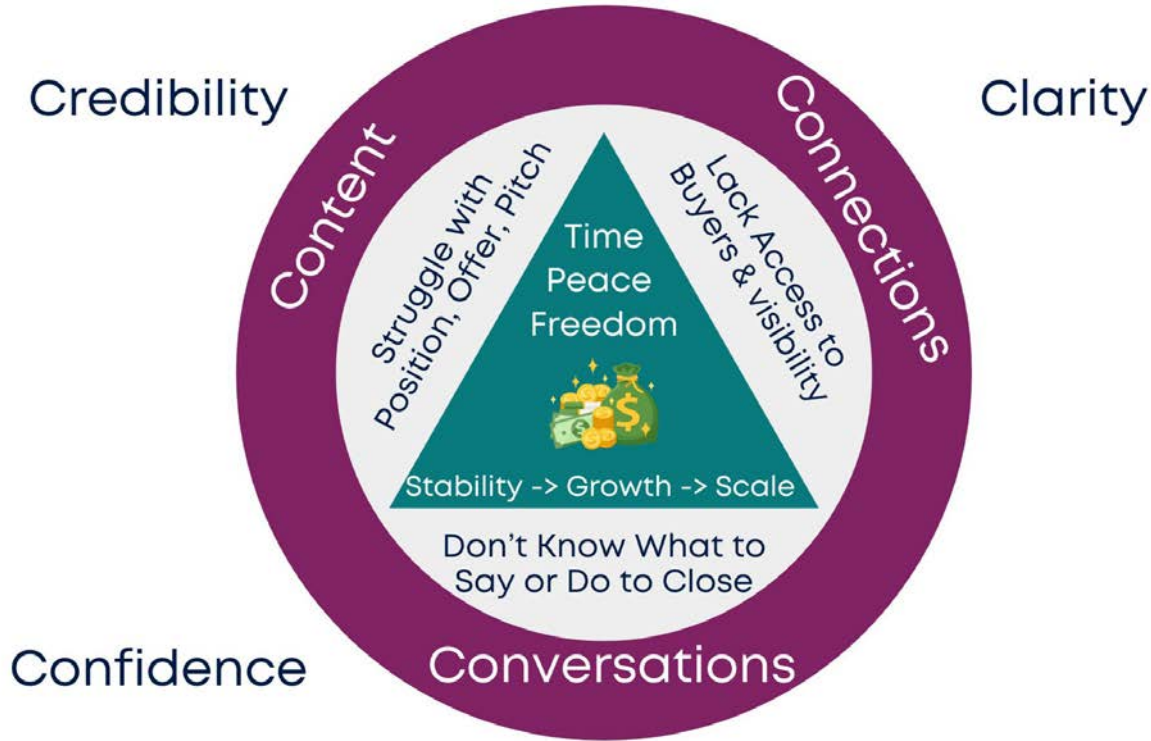 Credibility
Clarity
Content
Connections
Struggle with
Position, Offer, Pitch
Lack Access to
Buyers & visibility
Time
Peace
Freedom
$
$
Stability -> Growth -> Scale
Don't Know What to
Say or Do to Close
Confidence
Conversations